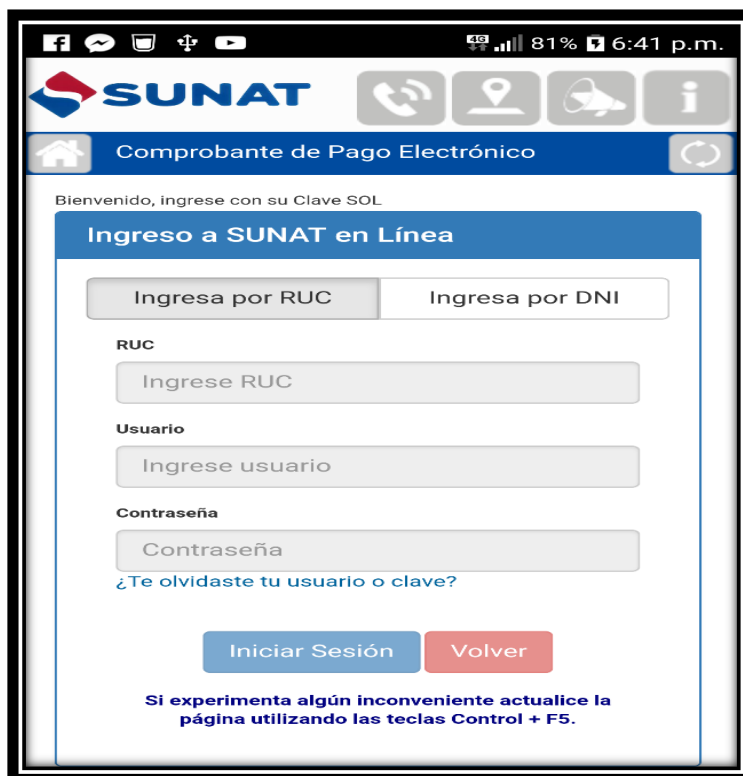 4G 81% 6:41 p.m.
SUNAT
Comprobante de Pago Electrónico
Bienvenido, ingrese con su Clave SOL
Ingreso a SUNAT en Línea
Ingresa por RUC Ingresa por DNI
RUC
Ingrese RUC
Usuario
Ingrese usuario
Contraseña
Contraseña
¿Te olvidaste tu usuario o clave?
Iniciar Sesión Volver
Si experimenta algún inconveniente actualice la
página utilizando las teclas Control + F5.